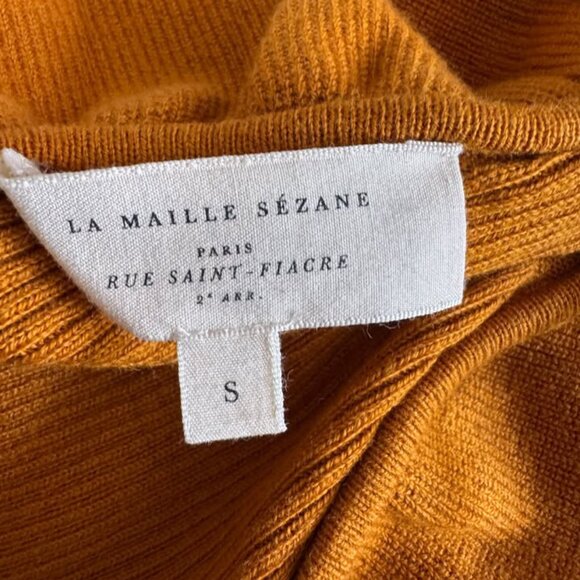 LA MAILLE SÉZANE
PARIS
RUE SAINT-FIACRE
2e ARR.
S